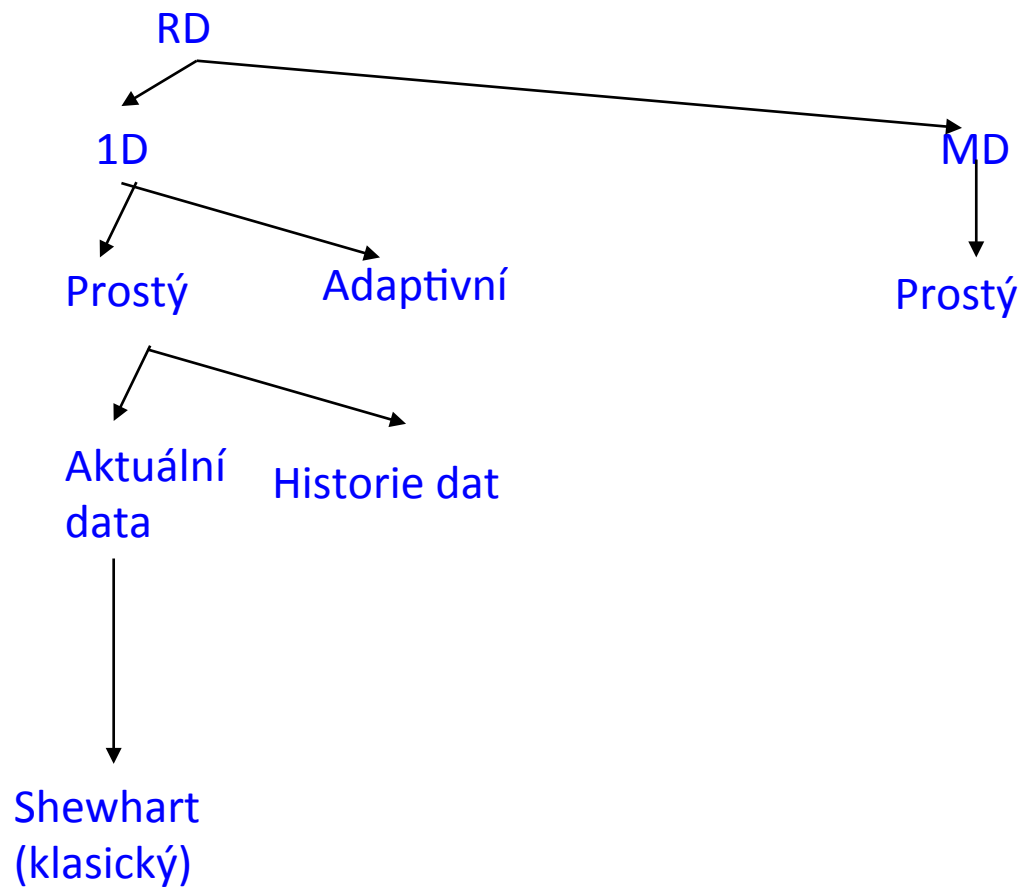 RD
1D
MD
Prostý
Adaptivní
Prostý
Aktuální
data
Historie dat
Shewhart
(klasický)